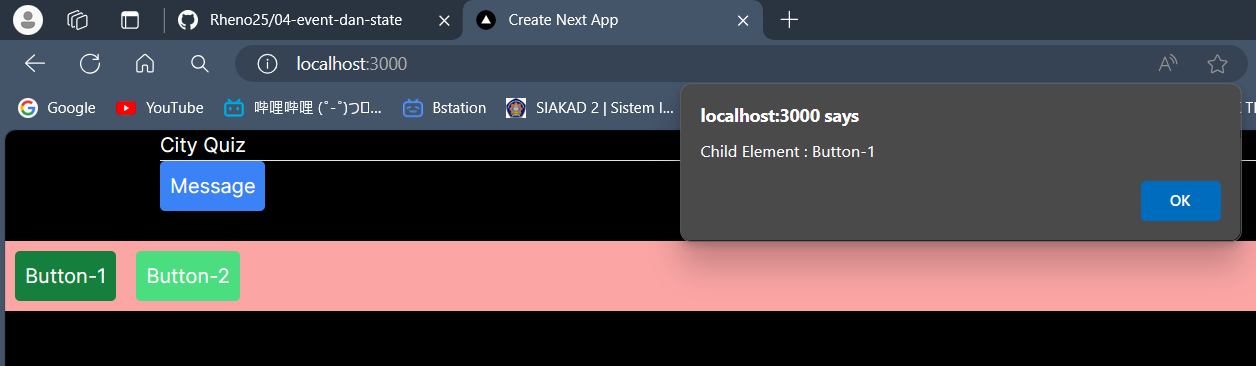 Rheno25/04-event-dan-state
Create Next App
localhost:3000
Google
YouTube
哔哩哔哩 (゜-゜)つロ...
Bstation
SIAKAD 2 | Sistem I...
localhost:3000 says
Child Element : Button-1
OK
City Quiz
Message
Button-1
Button-2